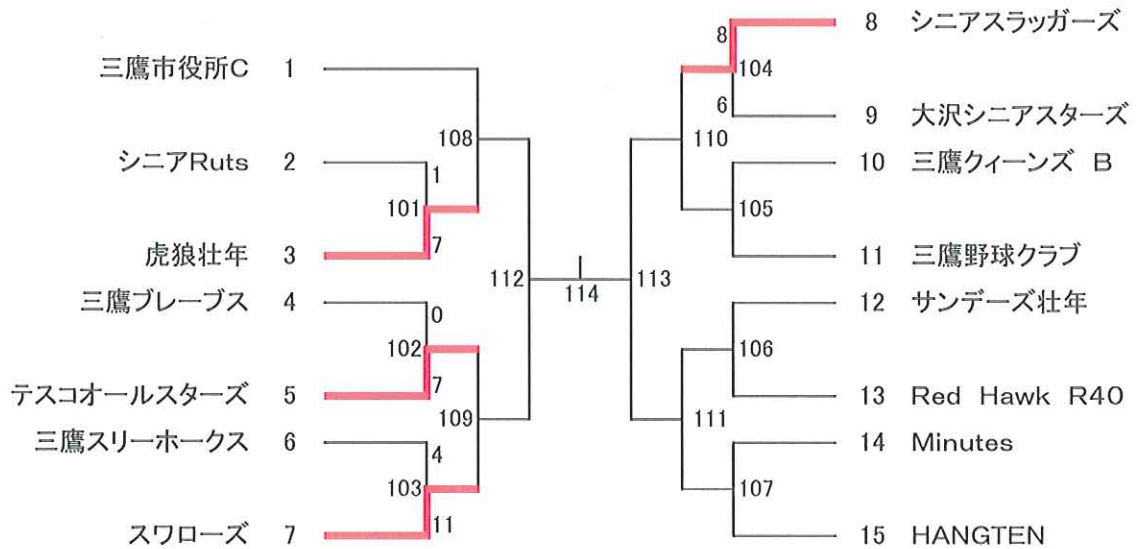 三鷹市役所C 1
シニアRuts 2
虎狼壮年 3
三鷹ブレーブス 4
テスコオールスターズ 5
三鷹スリーホークス 6
スワローズ 7
1
101
7
0
102
7
4
103
11
108
109
112
114
113
110
111
8
104
6
105
106
107
8 シニアスラッガーズ
9 大沢シニアスターズ
10 三鷹クィーンズ B
11 三鷹野球クラブ
12 サンデーズ壮年
13 Red Hawk R40
14 Minutes
15 HANGTEN